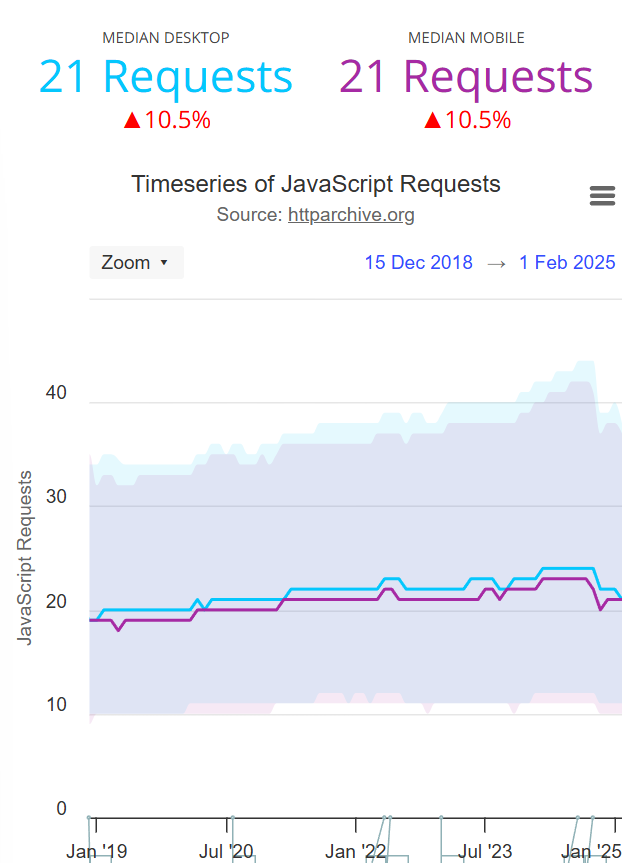 MEDIAN DESKTOP MEDIAN MOBILE
21 Requests 21 Requests
▲10.5% ▲10.5%
Timeseries of JavaScript Requests
Source: httparchive.org
Zoom ▼ 15 Dec 2018 → 1 Feb 2025
JavaScript Requests
40
30
20
10
0
Jan '19 Jul '20 Jan '22 Jul '23 Jan '25